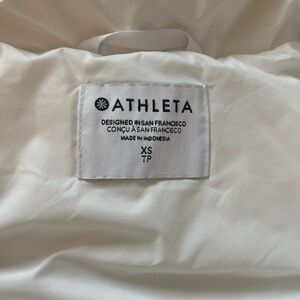 ATHLETA
DESIGNED IN SAN FRANCISCO
CONÇU À SAN FRANCISCO
MADE IN INDONESIA
XS
TP